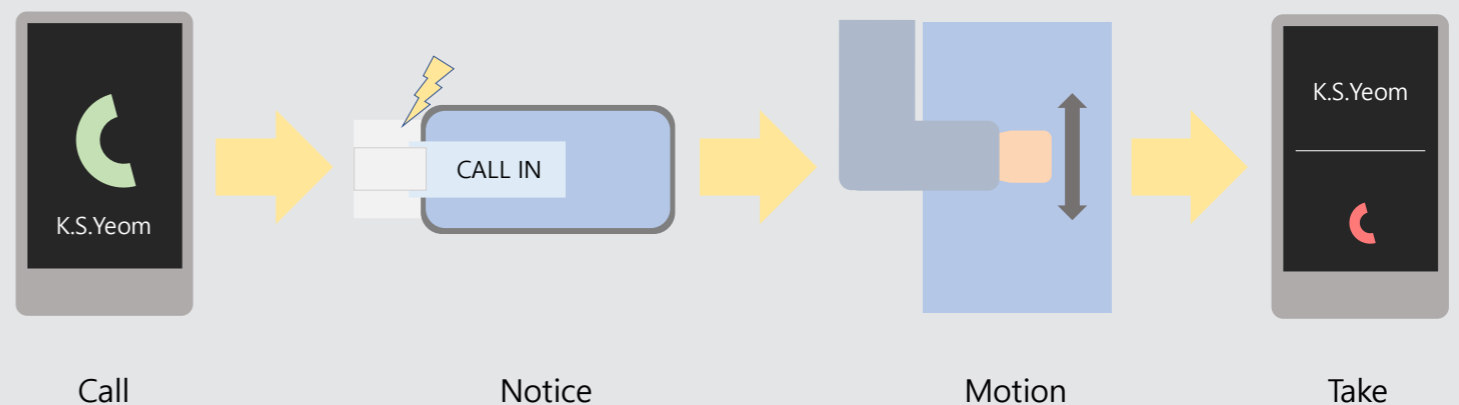 K.S.Yeom
CALL IN
K.S.Yeom
Call
Notice
Motion
Take